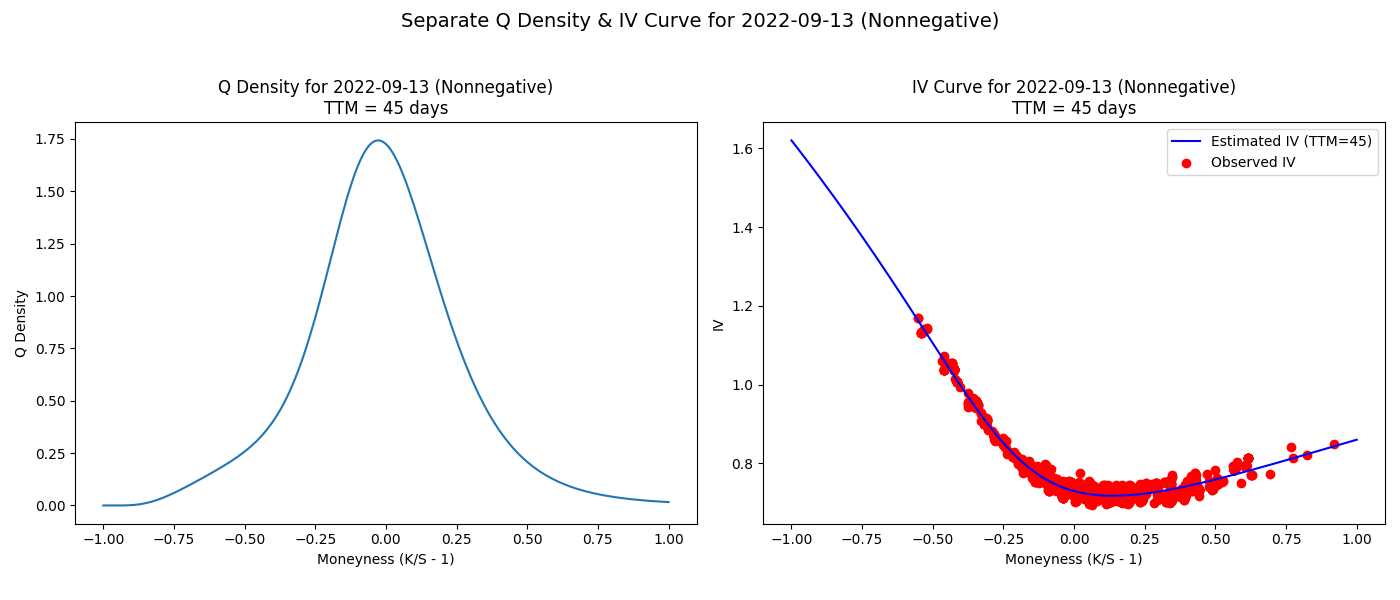 Separate Q Density & IV Curve for 2022-09-13 (Nonnegative)
Q Density for 2022-09-13 (Nonnegative)
TTM = 45 days
Q Density
1.75
1.50
1.25
1.00
0.75
0.50
0.25
0.00
−1.00 −0.75 −0.50 −0.25 0.00 0.25 0.50 0.75 1.00
Moneyness (K/S - 1)
IV Curve for 2022-09-13 (Nonnegative)
TTM = 45 days
Estimated IV (TTM=45)
Observed IV
IV
1.6
1.4
1.2
1.0
0.8
−1.00 −0.75 −0.50 −0.25 0.00 0.25 0.50 0.75 1.00
Moneyness (K/S - 1)